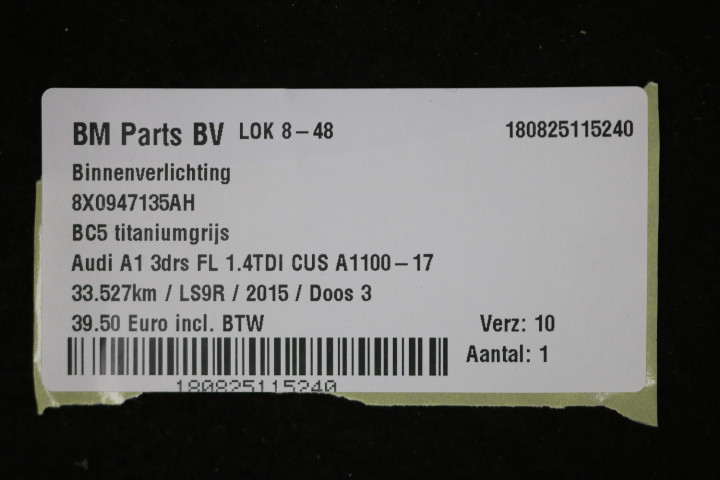 BM Parts BV LOK 8-48 180825115240
Binnenverlichting
8X0947135AH
BC5 titaniumgrijs
Audi A1 3drs FL 1.4TDI CUS A1100-17
33.527km / LS9R / 2015 / Doos 3
39.50 Euro incl. BTW Verz: 10
Aantal: 1
180825115240